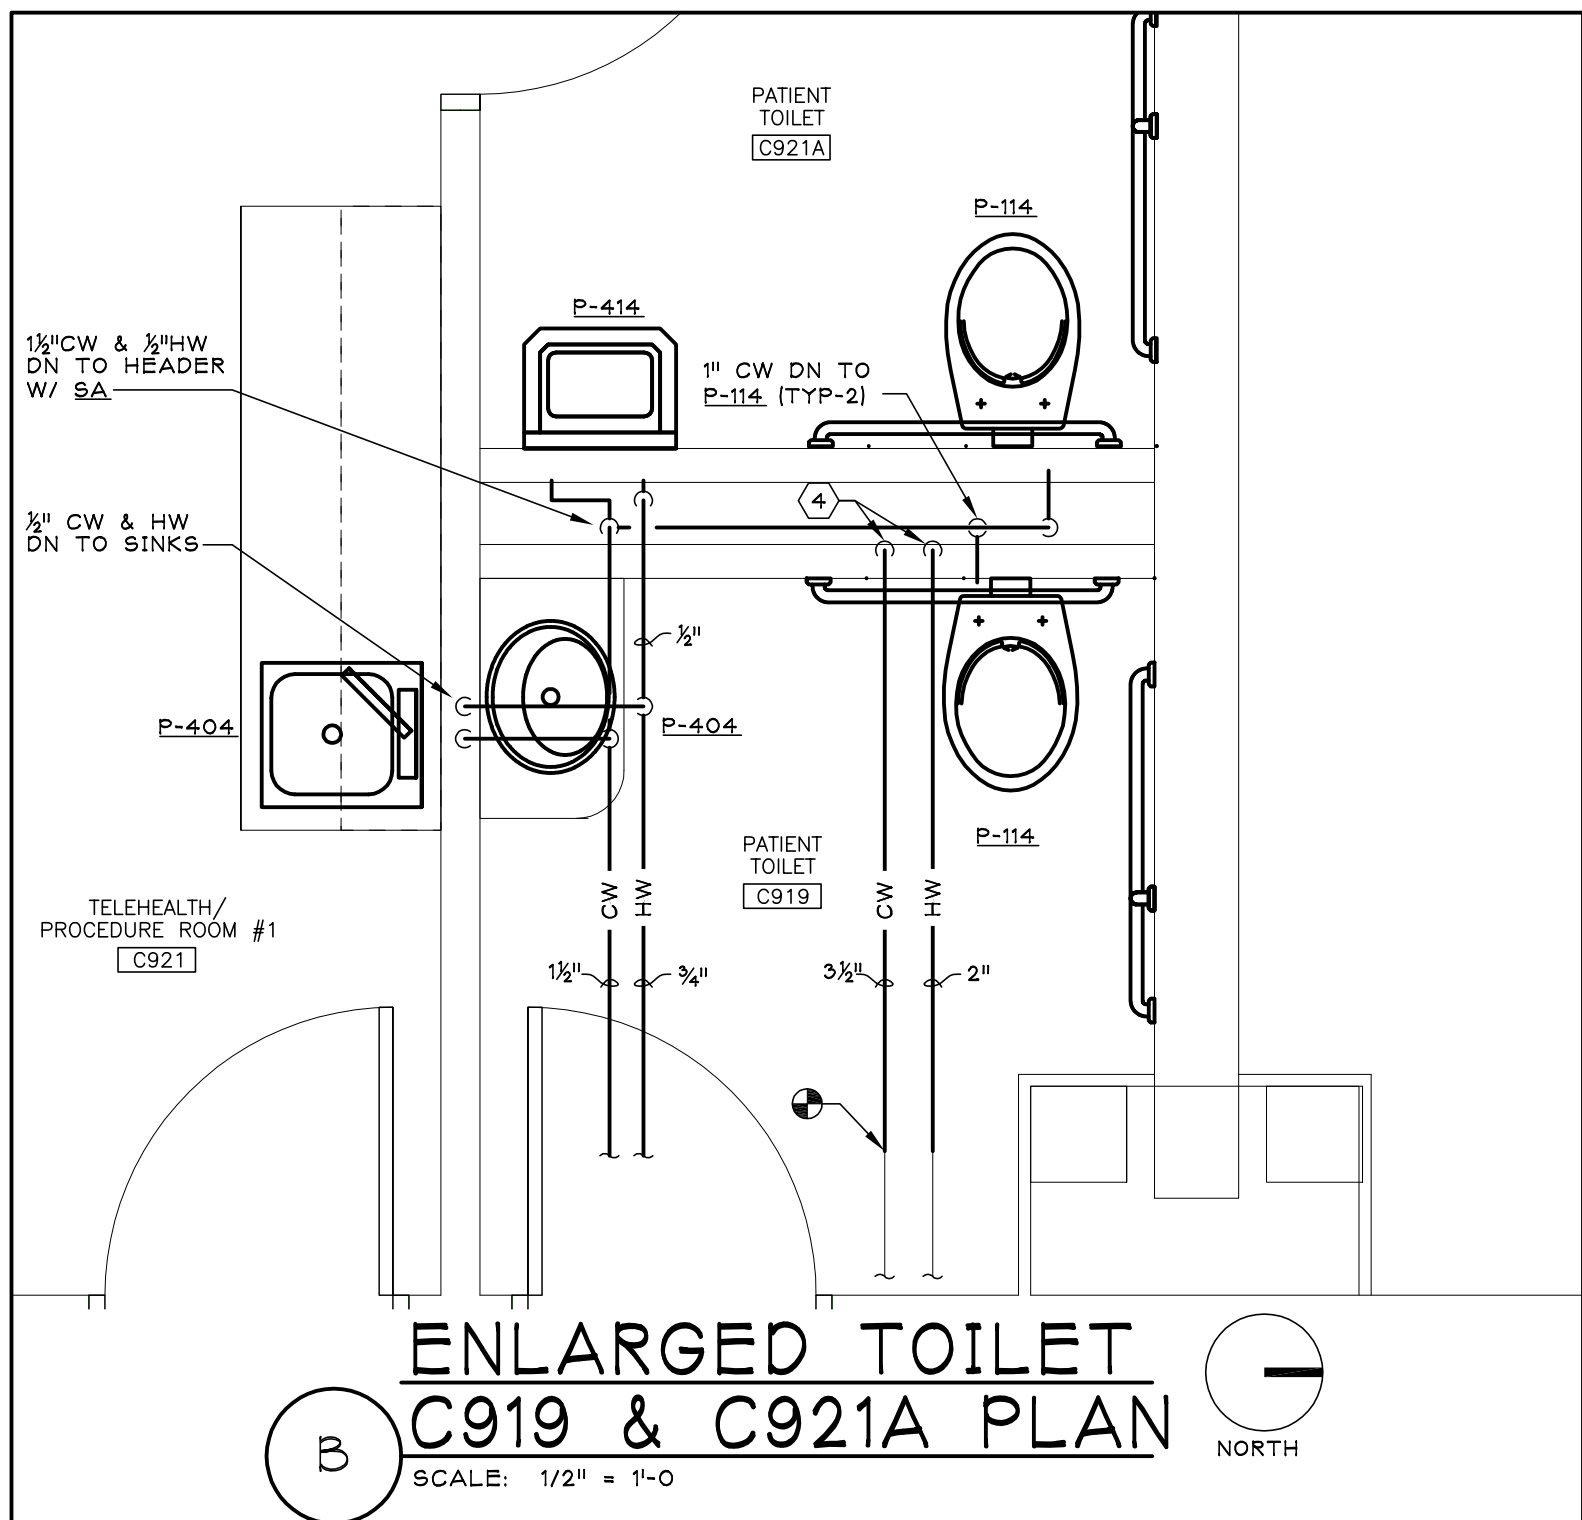 PATIENT
TOILET
C921A
P-114
P-414
1½"CW & ½"HW
DN TO HEADER
W/ SA
1" CW DN TO
P-114 (TYP-2)
4
½" CW & HW
DN TO SINKS
½"
P-404
P-404
P-114
PATIENT
TOILET
C919
CW
HW
CW
HW
TELEHEALTH/
PROCEDURE ROOM #1
C921
1½"
¾"
3½"
2"
ENLARGED TOILET
C919 & C921A PLAN
B
SCALE: 1/2" = 1'-0
NORTH